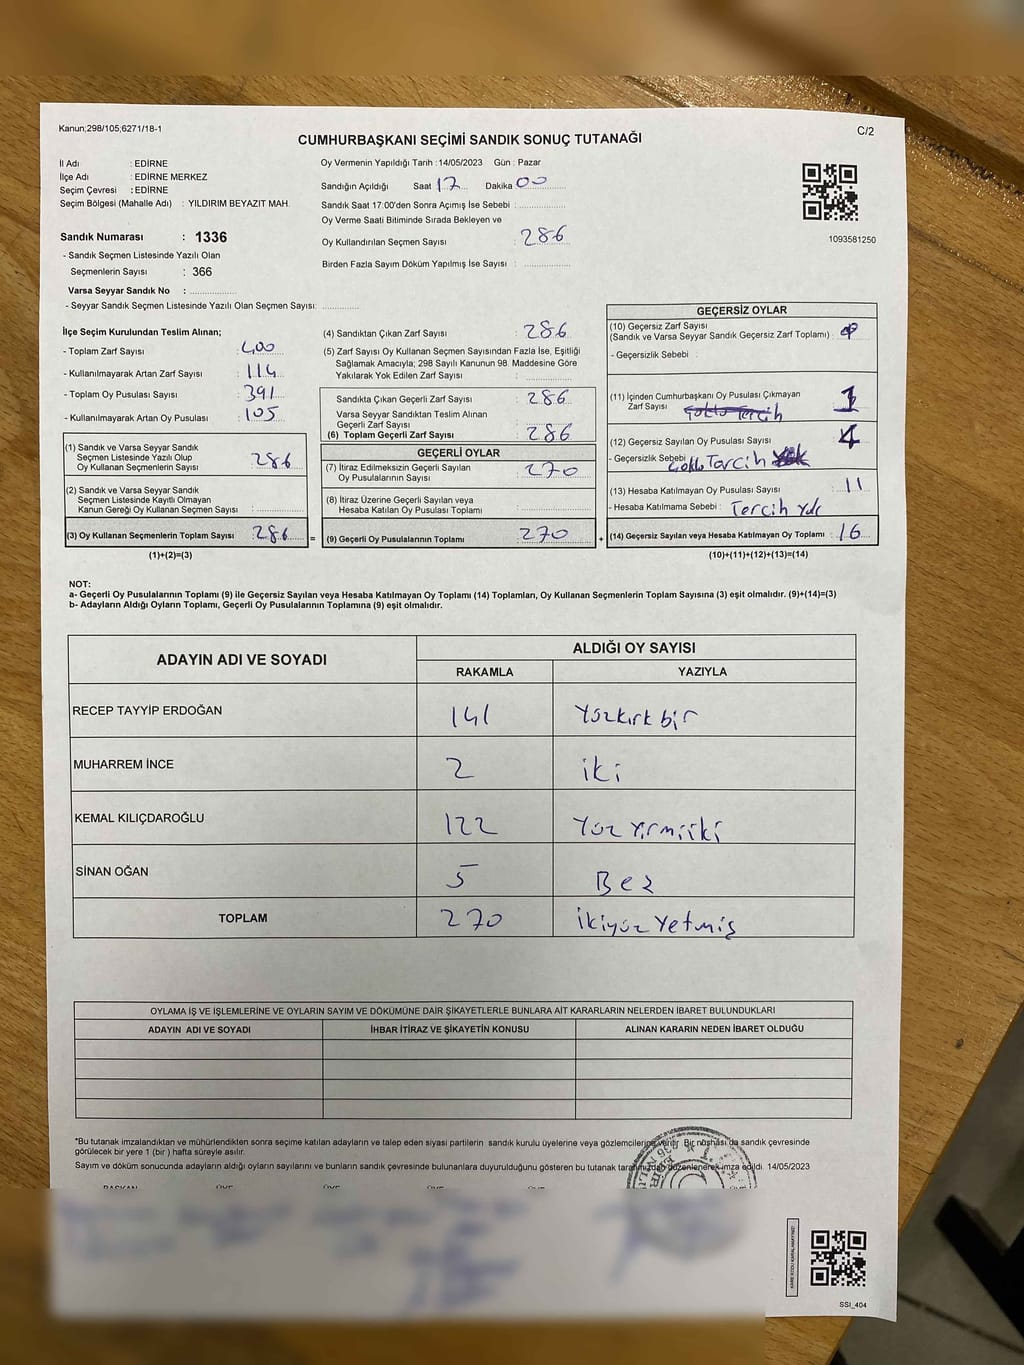 Kanun;298/105;6271/18-1
C/2
CUMHURBAŞKANI SEÇİMİ SANDIK SONUÇ TUTANAĞI
İl Adı : EDİRNE
İlçe Adı : EDİRNE MERKEZ
Seçim Çevresi : EDİRNE
Seçim Bölgesi (Mahalle Adı) : YILDIRIM BEYAZIT MAH.
Sandık Numarası : 1336
- Sandık Seçmen Listesinde Yazılı Olan
Seçmenlerin Sayısı : 366
Varsa Seyyar Sandık No :
- Seyyar Sandık Seçmen Listesinde Yazılı Olan Seçmen Sayısı:
Oy Vermenin Yapıldığı Tarih :14/05/2023 Gün : Pazar
Sandığın Açıldığı Saat 17 Dakika 00
Sandık Saat 17:00'den Sonra Açımış İse Sebebi :
Oy Verme Saati Bitiminde Sırada Bekleyen ve
Oy Kullandırılan Seçmen Sayısı : 286
Birden Fazla Sayım Döküm Yapılmış İse Sayısı :
1093581250
İlçe Seçim Kurulundan Teslim Alınan;
- Toplam Zarf Sayısı : 400
- Kullanılmayarak Artan Zarf Sayısı : 114
- Toplam Oy Pusulası Sayısı : 391
- Kullanılmayarak Artan Oy Pusulası : 105
(1) Sandık ve Varsa Seyyar Sandık
Seçmen Listesinde Yazılı Olup
Oy Kullanan Seçmenlerin Sayısı : 286
(2) Sandık ve Varsa Seyyar Sandık
Seçmen Listesinde Kayıtlı Olmayan
Kanun Gereği Oy Kullanan Seçmen Sayısı :
(3) Oy Kullanan Seçmenlerin Toplam Sayısı : 286 =
(1)+(2)=(3)
(4) Sandıktan Çıkan Zarf Sayısı : 286
(5) Zarf Sayısı Oy Kullanan Seçmen Sayısından Fazla İse, Eşitliği
Sağlamak Amacıyla; 298 Sayılı Kanunun 98. Maddesine Göre
Yakılarak Yok Edilen Zarf Sayısı :
Sandıkta Çıkan Geçerli Zarf Sayısı : 286
Varsa Seyyar Sandıktan Teslim Alınan
Geçerli Zarf Sayısı :
(6) Toplam Geçerli Zarf Sayısı : 286
GEÇERLİ OYLAR
(7) İtiraz Edilmeksizin Geçerli Sayılan
Oy Pusulalarının Sayısı : 270
(8) İtiraz Üzerine Geçerli Sayılan veya
Hesaba Katılan Oy Pusulası Toplamı :
(9) Geçerli Oy Pusulalarının Toplamı : 270 +
GEÇERSİZ OYLAR
(10) Geçersiz Zarf Sayısı
(Sandık ve Varsa Seyyar Sandık Geçersiz Zarf Toplamı) :
- Geçersizlik Sebebi :
(11) İçinden Cumhurbaşkanı Oy Pusulası Çıkmayan
Zarf Sayısı : 1
(12) Geçersiz Sayılan Oy Pusulası Sayısı : 4
- Geçersizlik Sebebi : Çoklu Tercih
(13) Hesaba Katılmayan Oy Pusulası Sayısı : 11
- Hesaba Katılmama Sebebi : Tercih Yok
(14) Geçersiz Sayılan veya Hesaba Katılmayan Oy Toplamı : 16
(10)+(11)+(12)+(13)=(14)
NOT:
a- Geçerli Oy Pusulalarının Toplamı (9) ile Geçersiz Sayılan veya Hesaba Katılmayan Oy Toplamı (14) Toplamları, Oy Kullanan Seçmenlerin Toplam Sayısına (3) eşit olmalıdır. (9)+(14)=(3)
b- Adayların Aldığı Oyların Toplamı, Geçerli Oy Pusulalarının Toplamına (9) eşit olmalıdır.
ADAYIN ADI VE SOYADI
ALDIĞI OY SAYISI
RAKAMLA YAZIYLA
RECEP TAYYİP ERDOĞAN 141 Yüzkırk bir
MUHARREM İNCE 2 iki
KEMAL KILIÇDAROĞLU 122 Yüz yirmiiki
SİNAN OĞAN 5 Beş
TOPLAM 270 ikiyüz Yetmiş
OYLAMA İŞ VE İŞLEMLERİNE VE OYLARIN SAYIM VE DÖKÜMÜNE DAİR ŞİKAYETLERLE BUNLARA AİT KARARLARIN NELERDEN İBARET BULUNDUKLARI
ADAYIN ADI VE SOYADI İHBAR İTİRAZ VE ŞİKAYETİN KONUSU ALINAN KARARIN NEDEN İBARET OLDUĞU
*Bu tutanak imzalandıktan ve mühürlendikten sonra seçime katılan adayların ve talep eden siyasi partilerin sandık kurulu üyelerine veya gözlemcilerine verilir. Bir nüshası da sandık çevresinde
görülecek bir yere 1 (bir ) hafta süreyle asılır.
Sayım ve döküm sonucunda adayların aldığı oyların sayılarını ve bunların sandık çevresinde bulunanlara duyurulduğunu gösteren bu tutanak tarafımızdan düzenlenerek imza edildi. 14/05/2023
BAŞKAN ÜYE ÜYE ÜYE ÜYE ÜYE
SSI_404